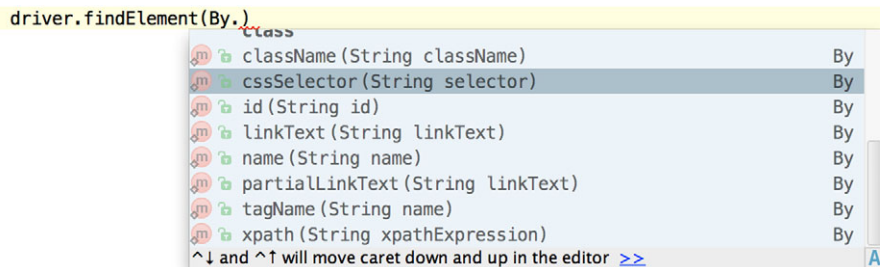 driver.findElement(By.)
class
className(String className) By
cssSelector(String selector) By
id(String id) By
linkText(String linkText) By
name(String name) By
partialLinkText(String linkText) By
tagName(String name) By
xpath(String xpathExpression) By
^↓ and ^↑ will move caret down and up in the editor >>
A